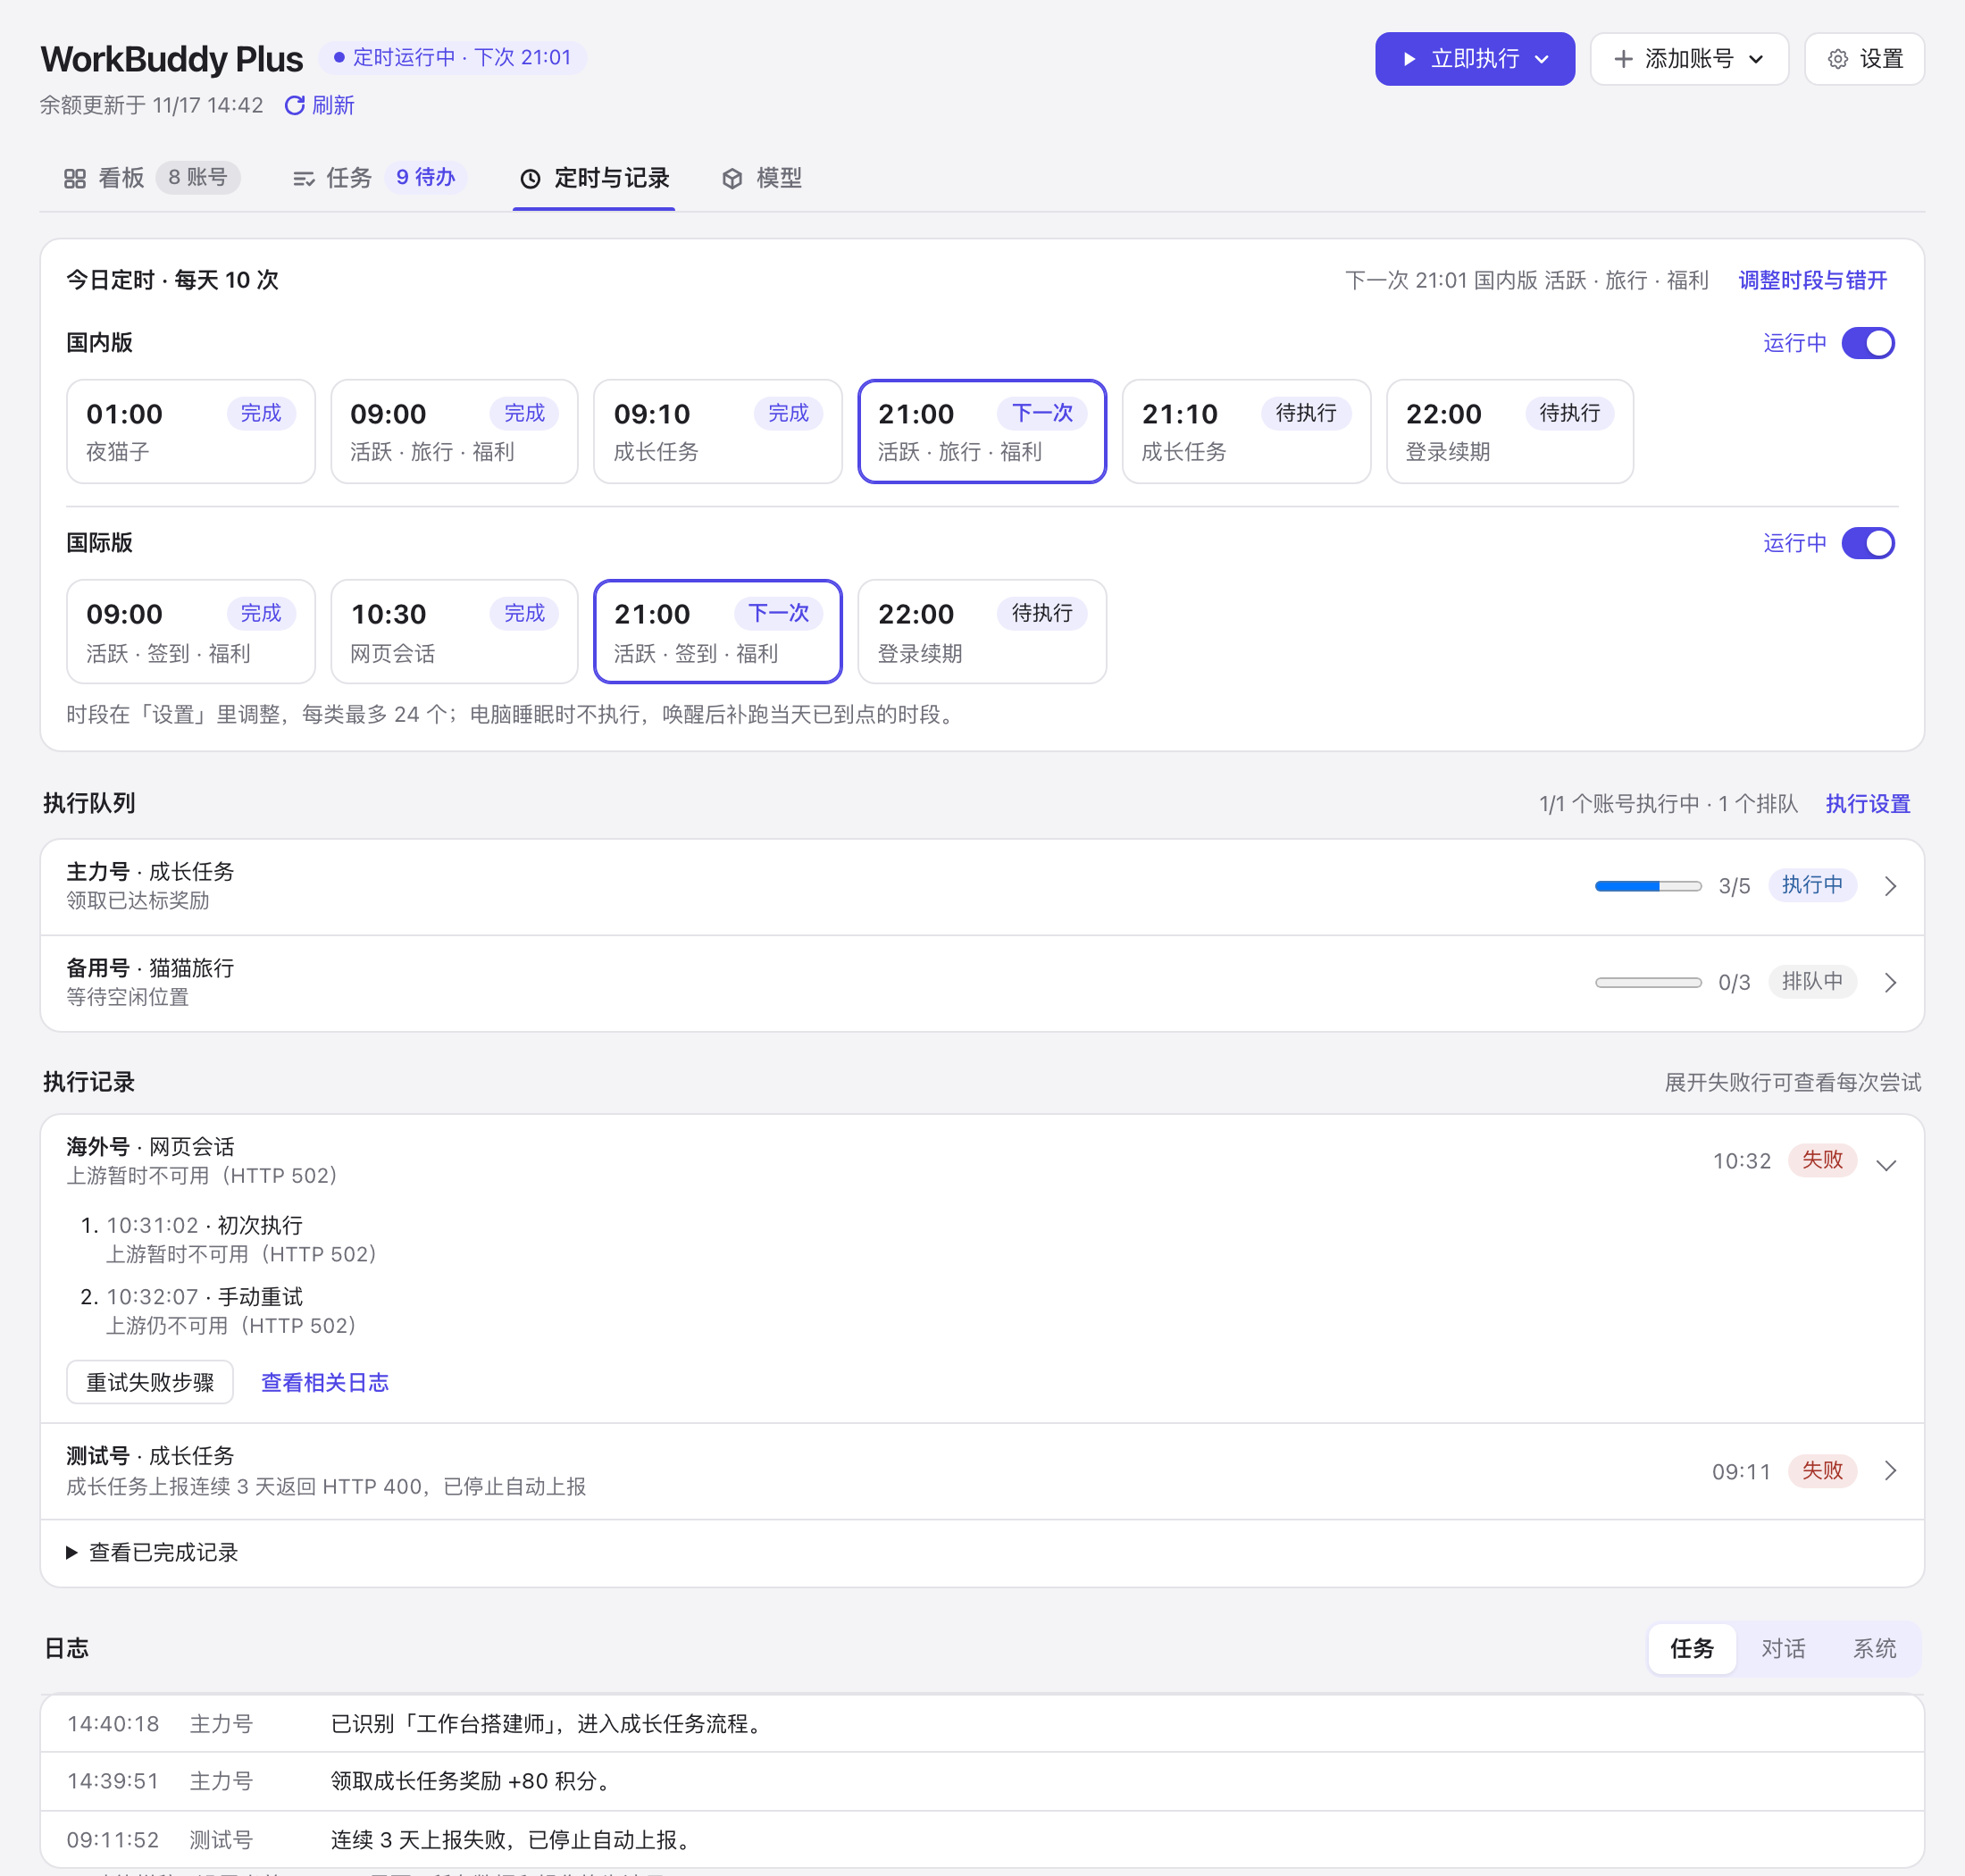 WorkBuddy Plus 定时运行中 · 下次 21:01 立即执行 添加账号 设置
余额更新于 11/17 14:42 刷新
看板 8 账号 任务 9 待办 定时与记录 模型
今日定时 · 每天 10 次 下一次 21:01 国内版 活跃 · 旅行 · 福利 调整时段与错开
国内版 运行中
01:00 完成 09:00 完成 09:10 完成 21:00 下一次 21:10 待执行 22:00 待执行
夜猫子 活跃 · 旅行 · 福利 成长任务 活跃 · 旅行 · 福利 成长任务 登录续期
国际版 运行中
09:00 完成 10:30 完成 21:00 下一次 22:00 待执行
活跃 · 签到 · 福利 网页会话 活跃 · 签到 · 福利 登录续期
时段在「设置」里调整，每类最多 24 个；电脑睡眠时不执行，唤醒后补跑当天已到点的时段。
执行队列 1/1 个账号执行中 · 1 个排队 执行设置
主力号 · 成长任务 3/5 执行中
领取已达标奖励
备用号 · 猫猫旅行 0/3 排队中
等待空闲位置
执行记录 展开失败行可查看每次尝试
海外号 · 网页会话 10:32 失败
上游暂时不可用（HTTP 502）
1. 10:31:02 · 初次执行
上游暂时不可用（HTTP 502）
2. 10:32:07 · 手动重试
上游仍不可用（HTTP 502）
重试失败步骤 查看相关日志
测试号 · 成长任务 09:11 失败
成长任务上报连续 3 天返回 HTTP 400，已停止自动上报
查看已完成记录
日志 任务 对话 系统
14:40:18 主力号 已识别「工作台搭建师」，进入成长任务流程。
14:39:51 主力号 领取成长任务奖励 +80 积分。
09:11:52 测试号 连续 3 天上报失败，已停止自动上报。